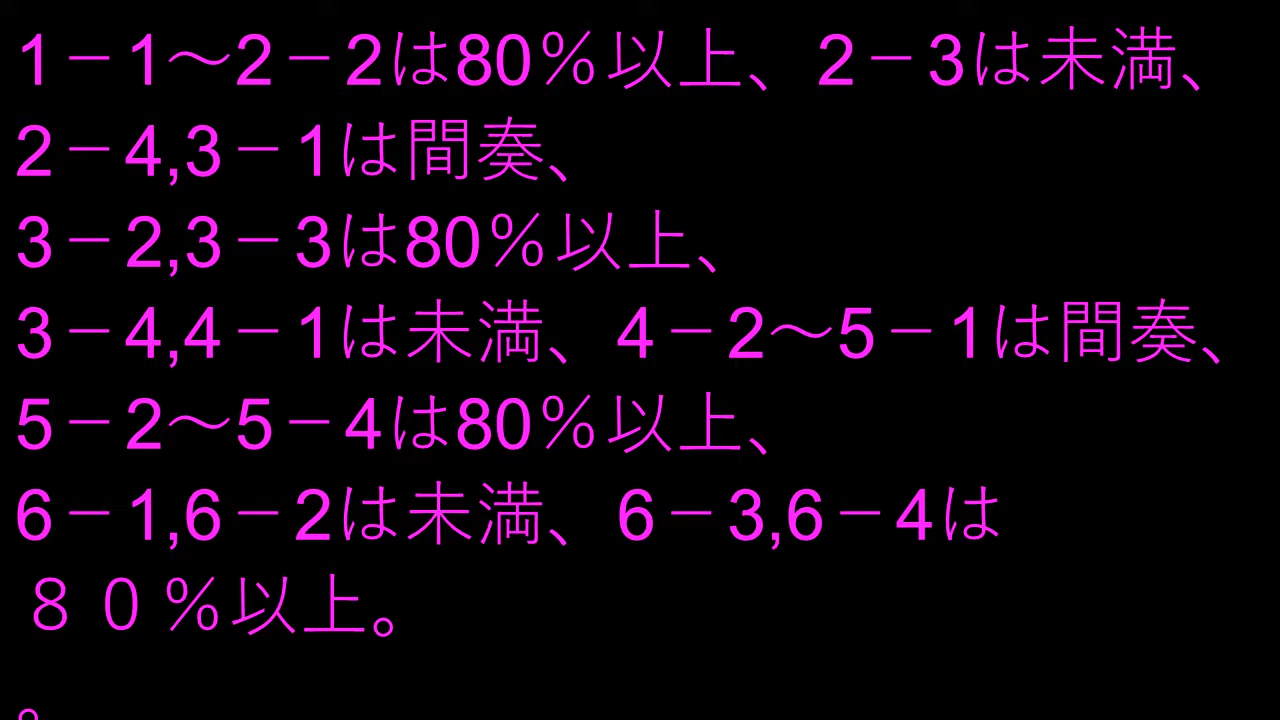 1－1～2－2は80％以上、2－3は未満、
2－4,3－1は間奏、
3－2,3－3は80％以上、
3－4,4－1は未満、4－2～5－1は間奏、
5－2～5－4は80％以上、
6－1,6－2は未満、6－3,6－4は
８０％以上。
。